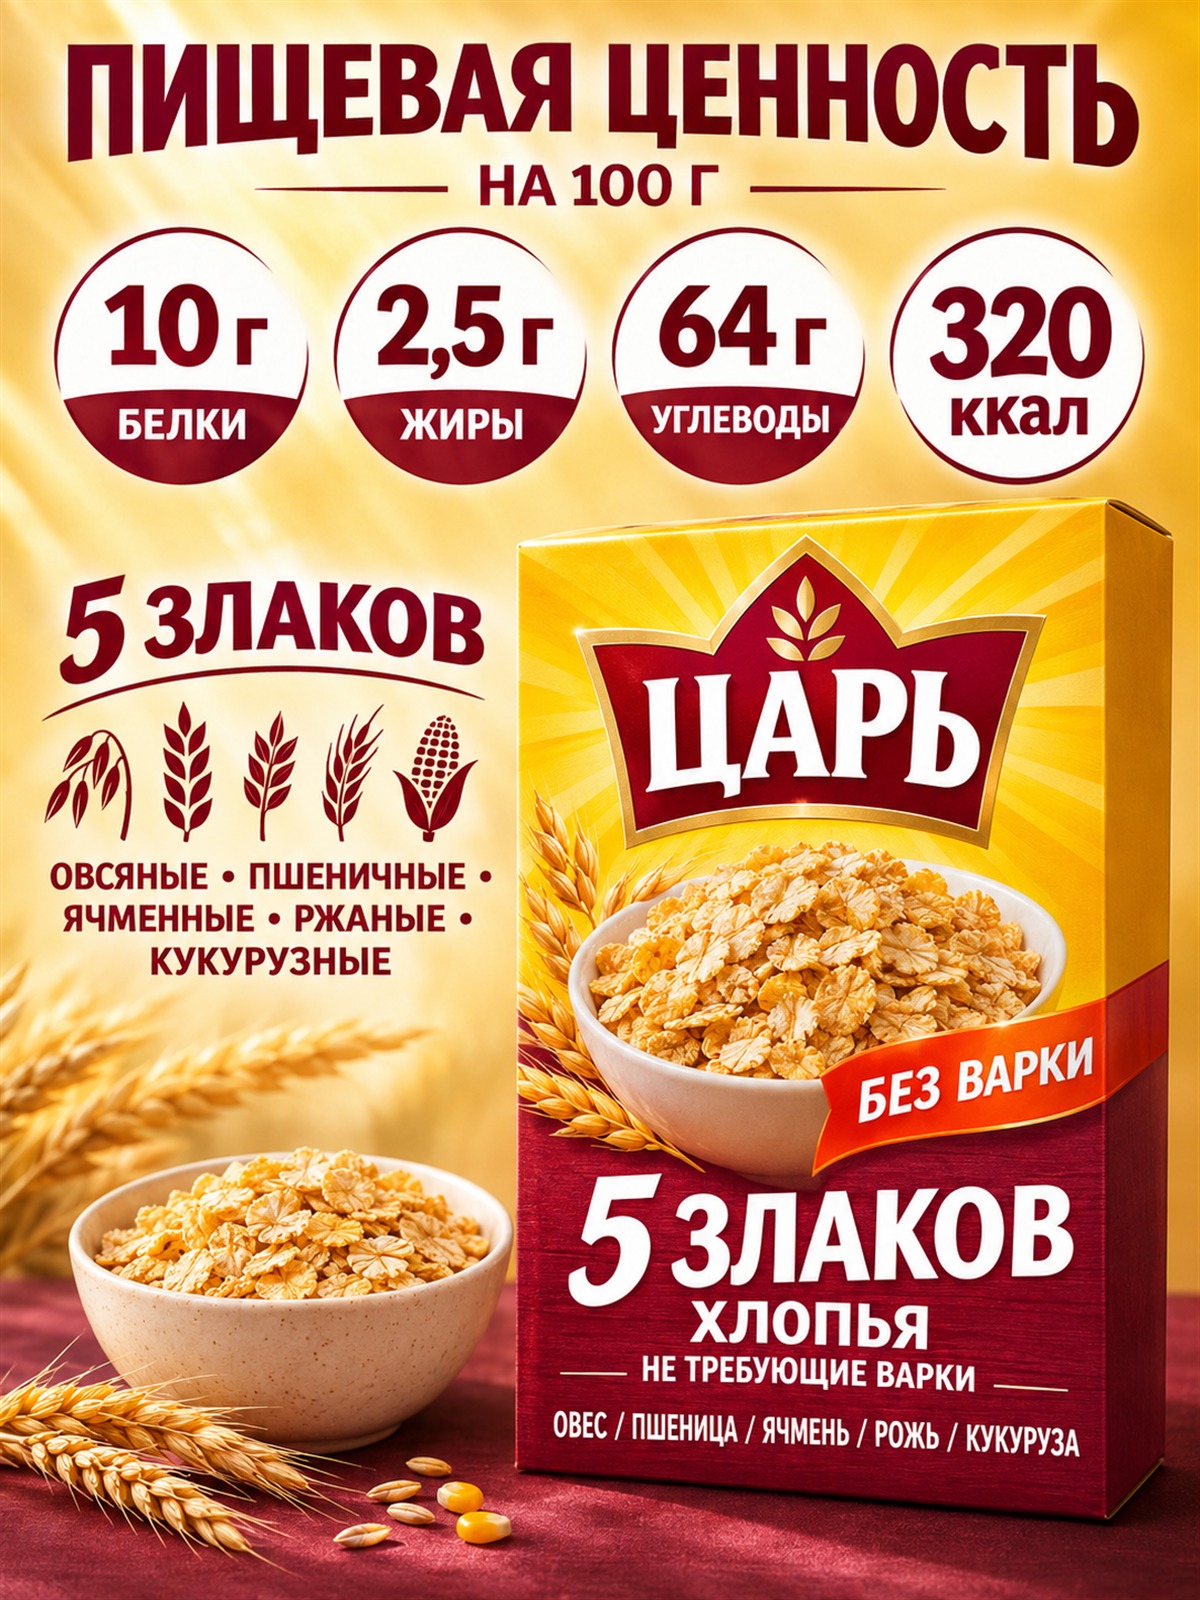 ПИЩЕВАЯ ЦЕННОСТЬ
НА 100 Г
10 г
БЕЛКИ
2,5 г
ЖИРЫ
64 г
УГЛЕВОДЫ
320
ккал
5 ЗЛАКОВ
ОВСЯНЫЕ • ПШЕНИЧНЫЕ •
ЯЧМЕННЫЕ • РЖАНЫЕ •
КУКУРУЗНЫЕ
ЦАРЬ
БЕЗ ВАРКИ
5 ЗЛАКОВ
ХЛОПЬЯ
НЕ ТРЕБУЮЩИЕ ВАРКИ
ОВЕС / ПШЕНИЦА / ЯЧМЕНЬ / РОЖЬ / КУКУРУЗА